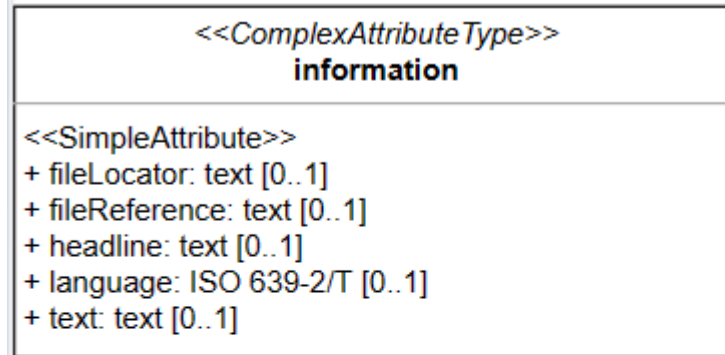 <<ComplexAttributeType>>
information
<<SimpleAttribute>>
+ fileLocator: text [0..1]
+ fileReference: text [0..1]
+ headline: text [0..1]
+ language: ISO 639-2/T [0..1]
+ text: text [0..1]